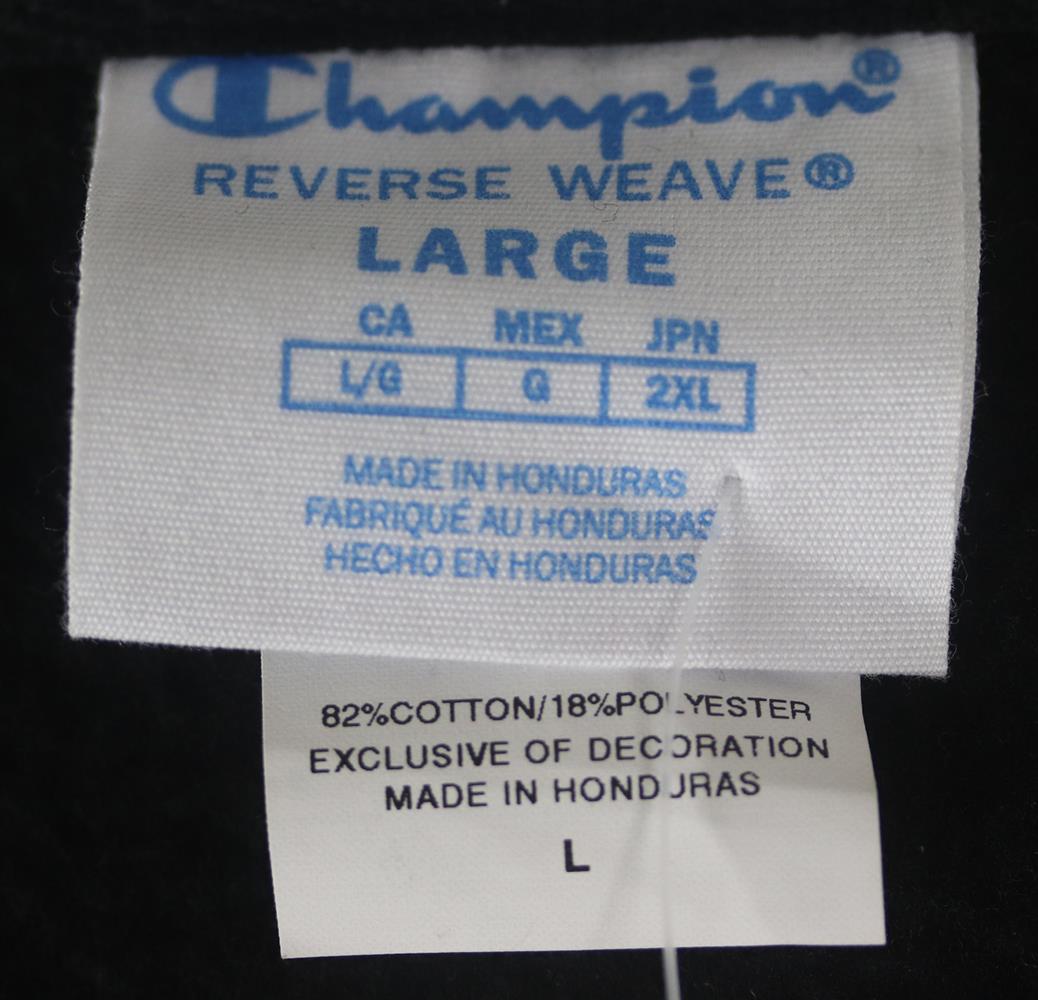 Champion®
REVERSE WEAVE®
LARGE
CA MEX JPN
L/G G 2XL
MADE IN HONDURAS
FABRIQUÉ AU HONDURAS
HECHO EN HONDURAS
82%COTTON/18%POLYESTER
EXCLUSIVE OF DECORATION
MADE IN HONDURAS
L